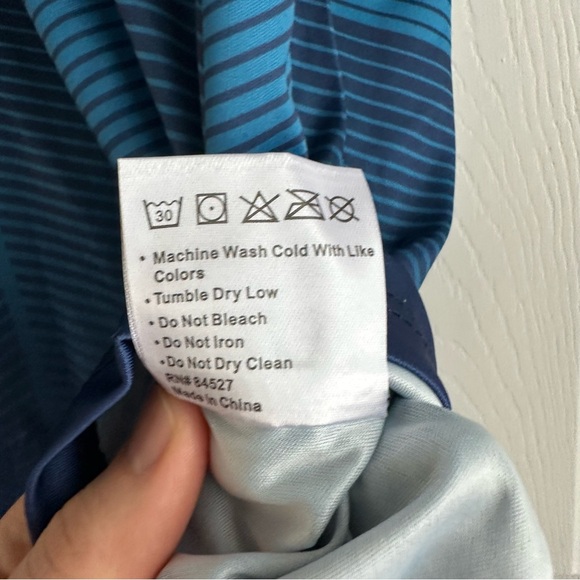 30
• Machine Wash Cold With Like
Colors
• Tumble Dry Low
• Do Not Bleach
• Do Not Iron
• Do Not Dry Clean
RN# 84527
Made in China